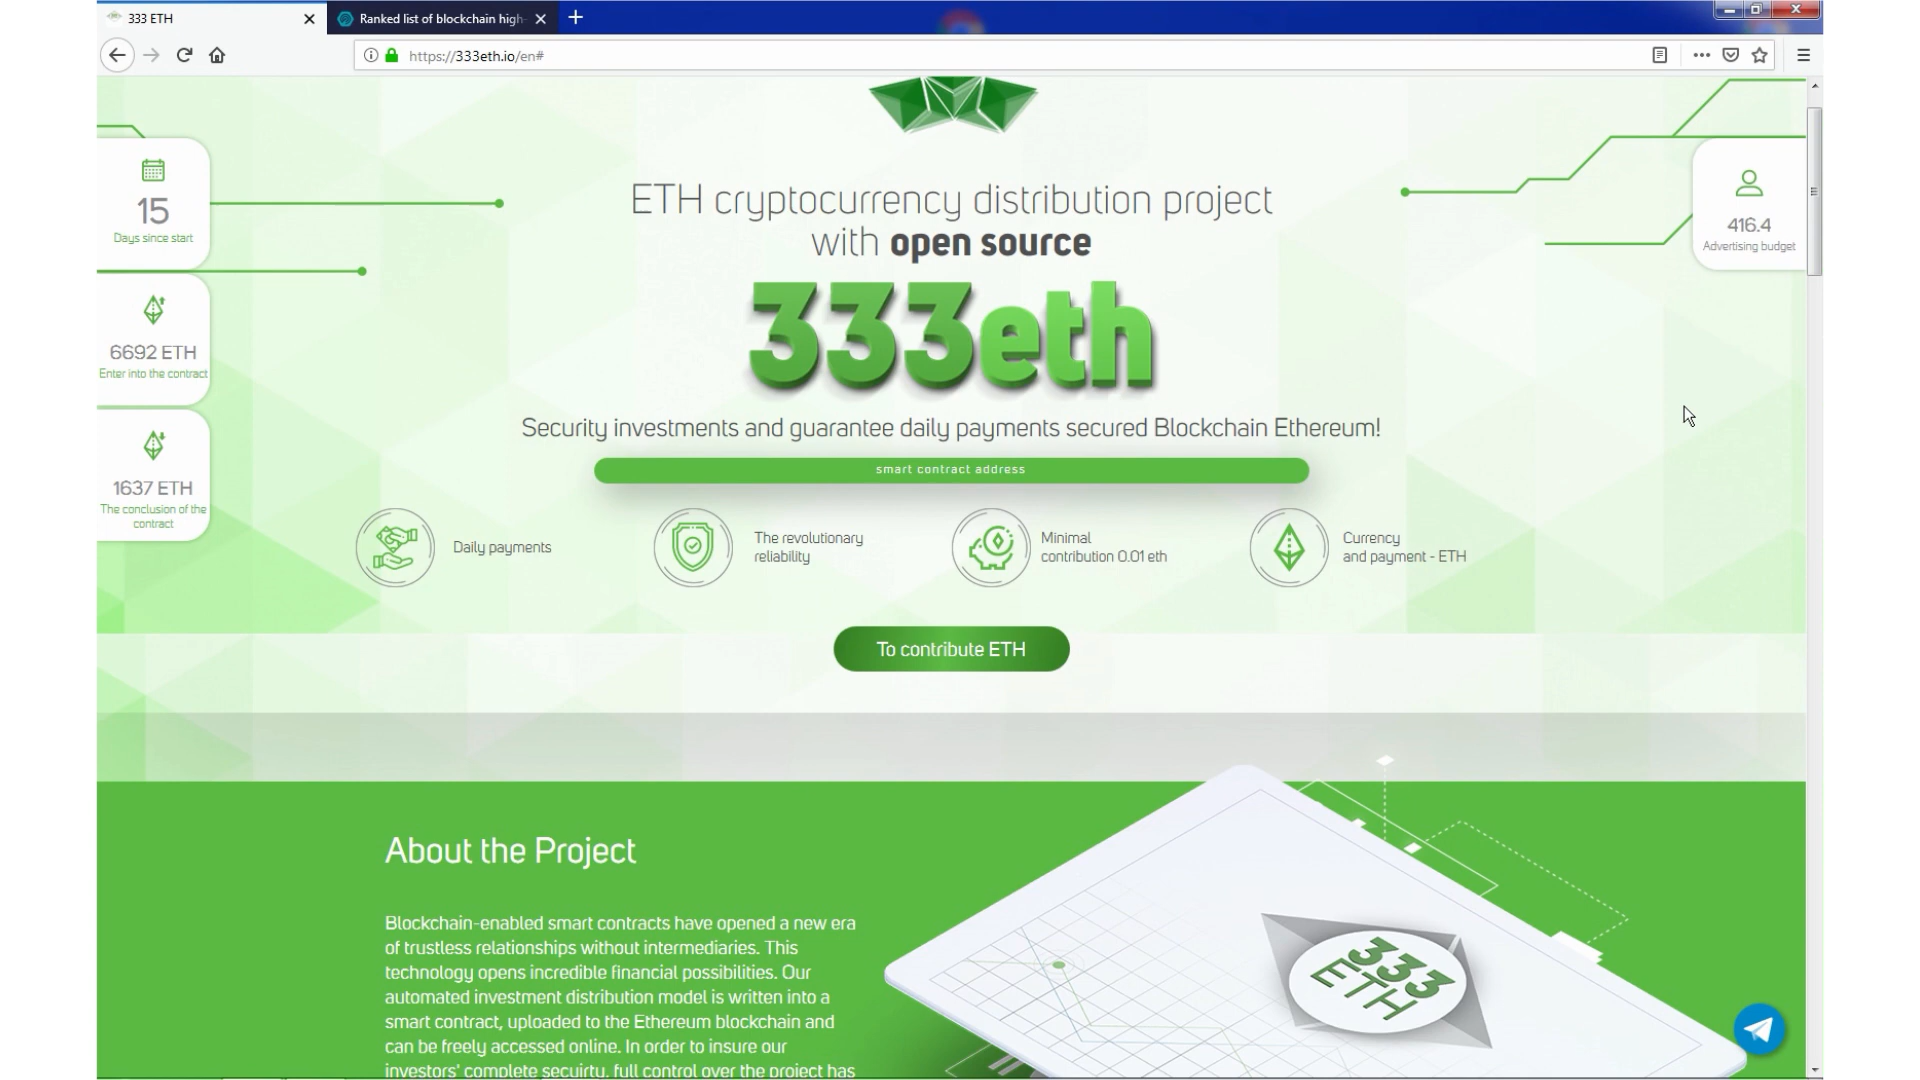 333 ETH
Ranked list of blockchain high-
https://333eth.io/en#
15
Days since start
6692 ETH
Enter into the contract
1637 ETH
The conclusion of the
contract
416.4
Advertising budget
ETH cryptocurrency distribution project
with open source
333eth
Security investments and guarantee daily payments secured Blockchain Ethereum!
smart contract address
Daily payments
The revolutionary
reliability
Minimal
contribution 0.01 eth
Currency
and payment - ETH
To contribute ETH
About the Project
Blockchain-enabled smart contracts have opened a new era
of trustless relationships without intermediaries. This
technology opens incredible financial possibilities. Our
automated investment distribution model is written into a
smart contract, uploaded to the Ethereum blockchain and
can be freely accessed online. In order to insure our
investors' complete secuirty, full control over the project has
333
ETH